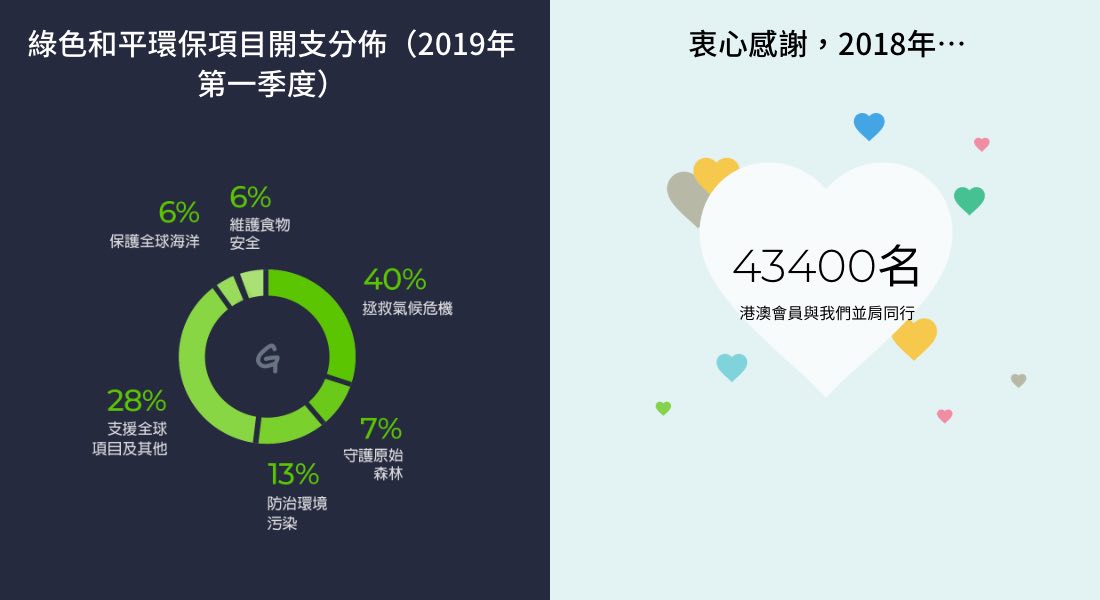 綠色和平環保項目開支分佈（2019年
第一季度）
6%
維護食物
安全
6%
保護全球海洋
40%
拯救氣候危機
28%
支援全球
項目及其他
7%
守護原始
森林
13%
防治環境
污染
G
衷心感謝，2018年…
43400名
港澳會員與我們並肩同行